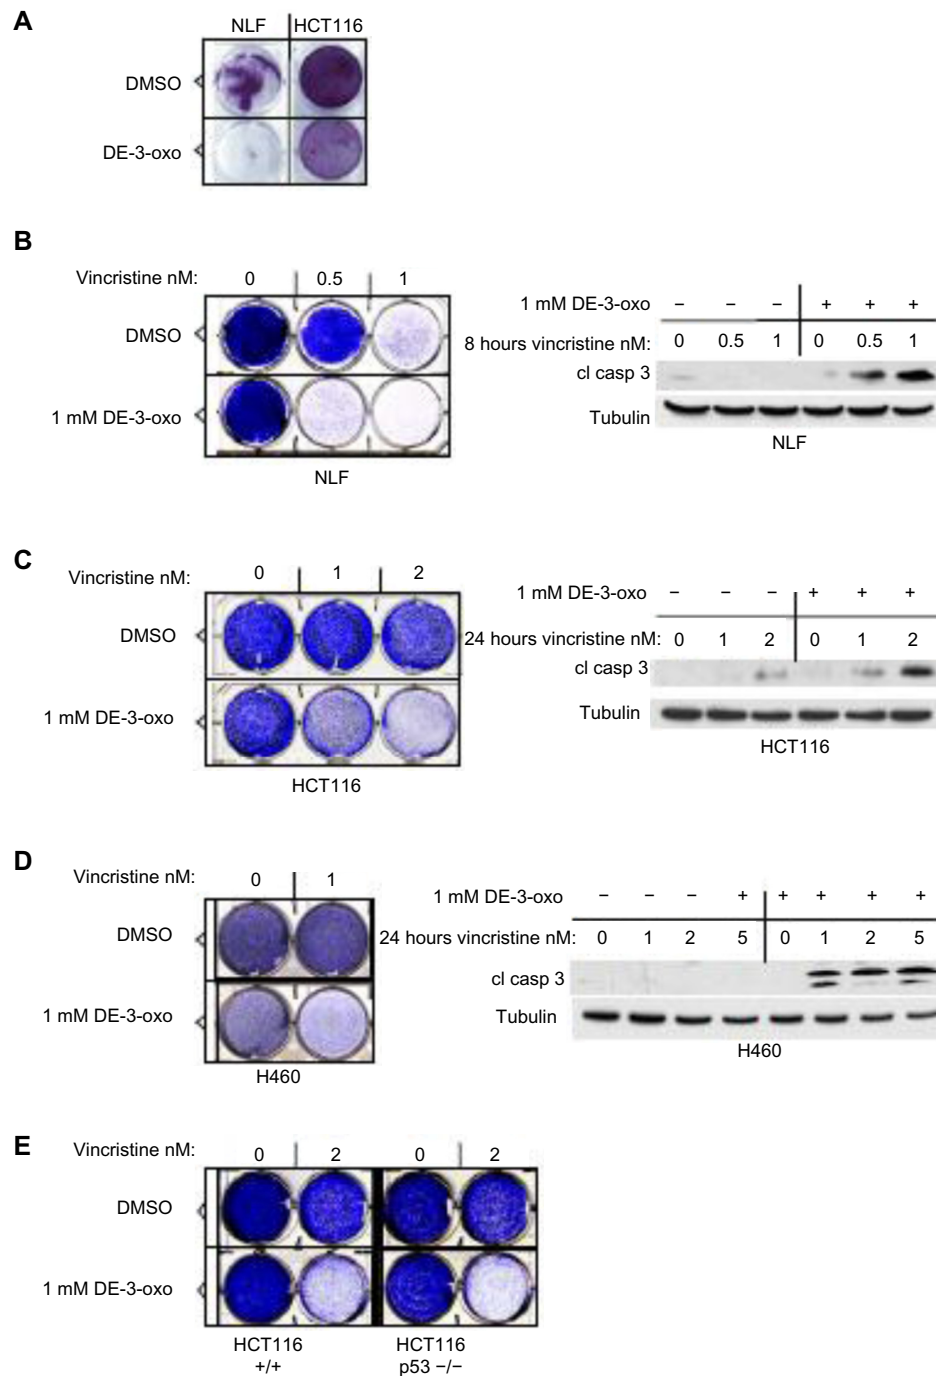 A
NLF HCT116
DMSO
DE-3-oxo
B
Vincristine nM: 0 0.5 1
DMSO
1 mM DE-3-oxo
NLF
1 mM DE-3-oxo − − − + + +
8 hours vincristine nM: 0 0.5 1 0 0.5 1
cl casp 3
Tubulin
NLF
C
Vincristine nM: 0 1 2
DMSO
1 mM DE-3-oxo
HCT116
1 mM DE-3-oxo − − − + + +
24 hours vincristine nM: 0 1 2 0 1 2
cl casp 3
Tubulin
HCT116
D
Vincristine nM: 0 1
DMSO
1 mM DE-3-oxo
H460
1 mM DE-3-oxo − − − + + + + +
24 hours vincristine nM: 0 1 2 5 0 1 2 5
cl casp 3
Tubulin
H460
E
Vincristine nM: 0 2 0 2
DMSO
1 mM DE-3-oxo
HCT116 HCT116
+/+ p53 −/−